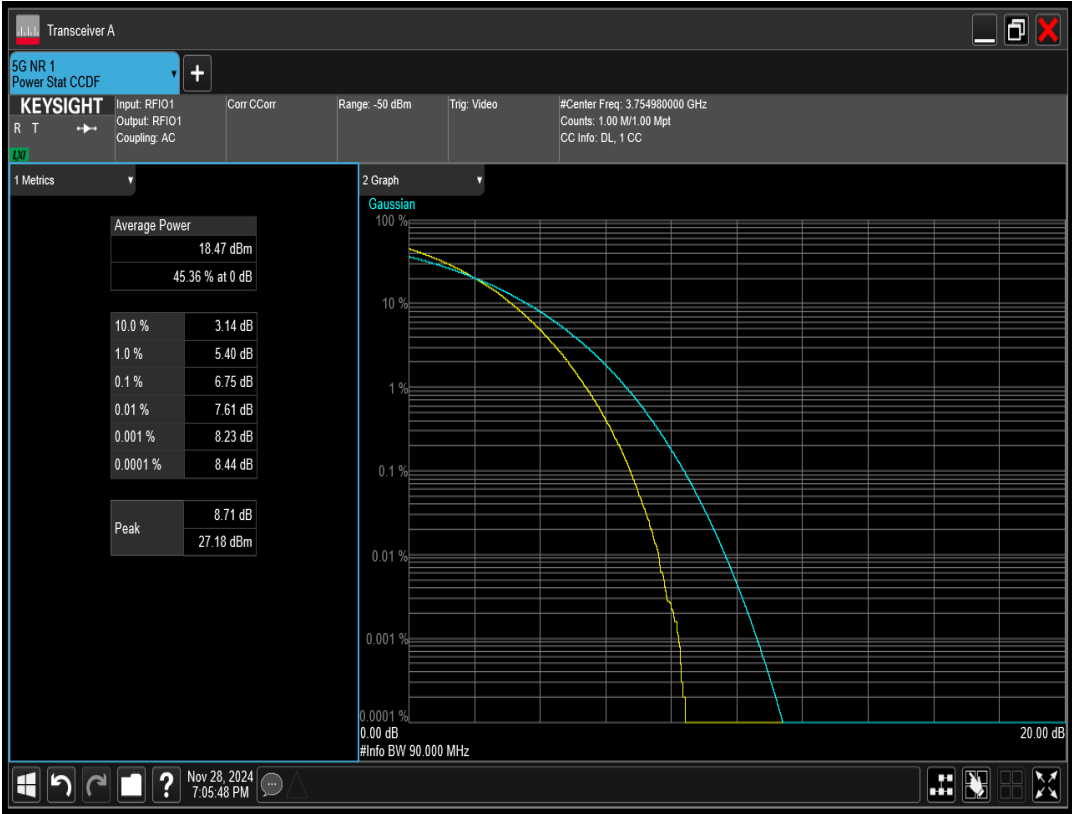 Transceiver A
5G NR 1
Power Stat CCDF
KEYSIGHT
R T
LXI
Input: RFIO1
Output: RFIO1
Coupling: AC
Corr CCorr
Range: -50 dBm
Trig: Video
#Center Freq: 3.754980000 GHz
Counts: 1.00 M/1.00 Mpt
CC Info: DL, 1 CC
1 Metrics
Average Power
18.47 dBm
45.36 % at 0 dB
10.0 % 3.14 dB
1.0 % 5.40 dB
0.1 % 6.75 dB
0.01 % 7.61 dB
0.001 % 8.23 dB
0.0001 % 8.44 dB
Peak
8.71 dB
27.18 dBm
2 Graph
Gaussian
100 %
10 %
1 %
0.1 %
0.01 %
0.001 %
0.0001 %
0.00 dB 20.00 dB
#Info BW 90.000 MHz
?
Nov 28, 2024
7:05:48 PM